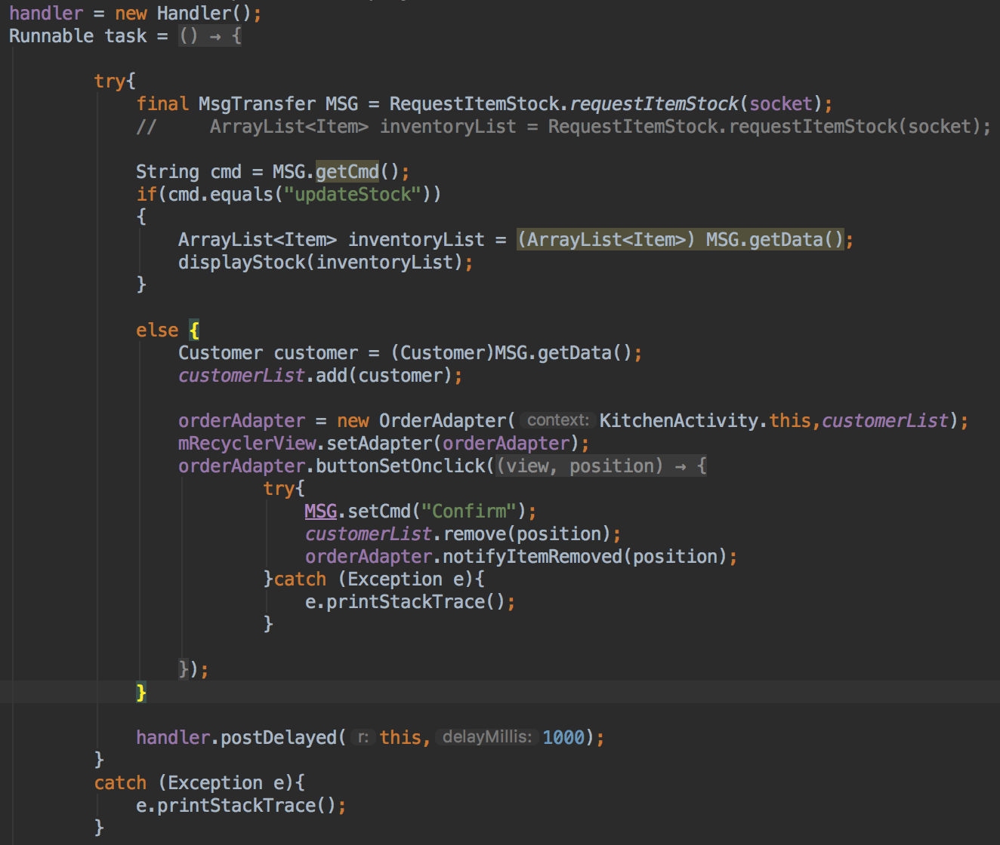 handler = new Handler();
Runnable task = () → {
try{
final MsgTransfer MSG = RequestItemStock.requestItemStock(socket);
//     ArrayList<Item> inventoryList = RequestItemStock.requestItemStock(socket);
String cmd = MSG.getCmd();
if(cmd.equals("updateStock"))
{
ArrayList<Item> inventoryList = (ArrayList<Item>) MSG.getData();
displayStock(inventoryList);
}
else {
Customer customer = (Customer)MSG.getData();
customerList.add(customer);
orderAdapter = new OrderAdapter( context: KitchenActivity.this,customerList);
mRecyclerView.setAdapter(orderAdapter);
orderAdapter.buttonSetOnclick((view, position) → {
try{
MSG.setCmd("Confirm");
customerList.remove(position);
orderAdapter.notifyItemRemoved(position);
}catch (Exception e){
e.printStackTrace();
}
});
}
handler.postDelayed( r: this, delayMillis: 1000);
}
catch (Exception e){
e.printStackTrace();
}